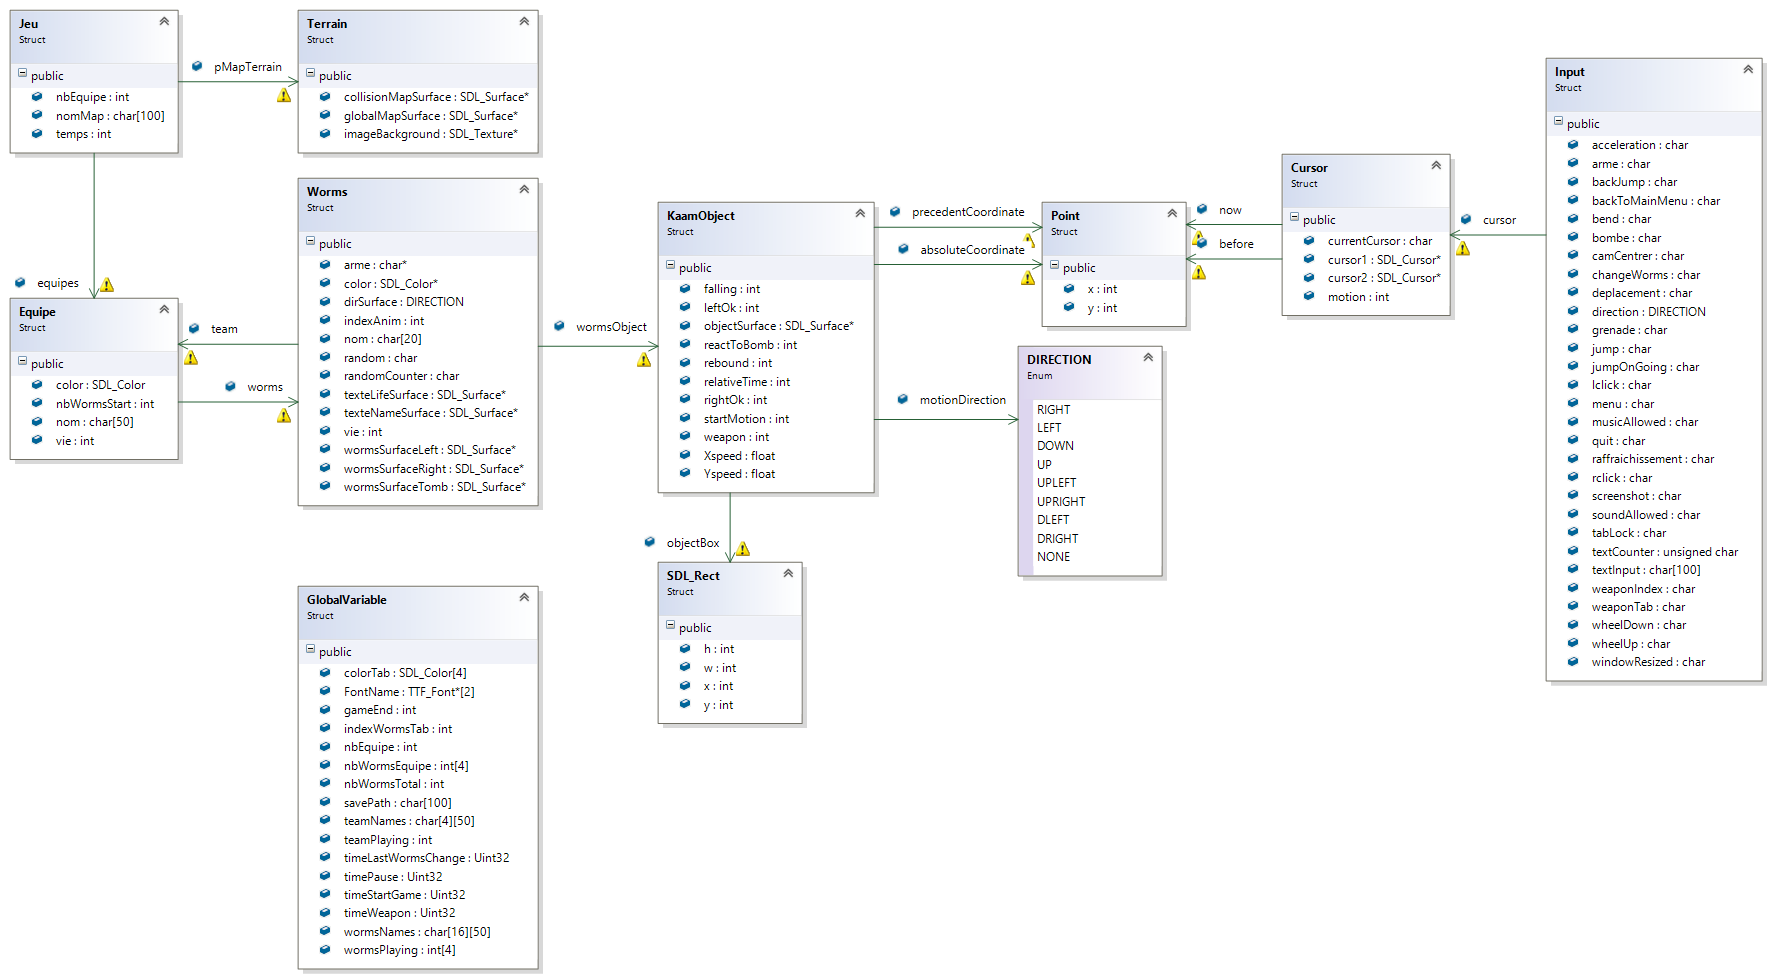 Jeu
Struct
public
nbEquipe : int
nomMap : char[100]
temps : int
pMapTerrain
Terrain
Struct
public
collisionMapSurface : SDL_Surface*
globalMapSurface : SDL_Surface*
imageBackground : SDL_Texture*
equipes
Equipe
Struct
public
color : SDL_Color
nbWormsStart : int
nom : char[50]
vie : int
team
worms
Worms
Struct
public
arme : char*
color : SDL_Color*
dirSurface : DIRECTION
indexAnim : int
nom : char[20]
random : char
randomCounter : char
texteLifeSurface : SDL_Surface*
texteNameSurface : SDL_Surface*
vie : int
wormsSurfaceLeft : SDL_Surface*
wormsSurfaceRight : SDL_Surface*
wormsSurfaceTomb : SDL_Surface*
wormsObject
KaamObject
Struct
public
falling : int
leftOk : int
objectSurface : SDL_Surface*
reactToBomb : int
rebound : int
relativeTime : int
rightOk : int
startMotion : int
weapon : int
Xspeed : float
Yspeed : float
precedentCoordinate
absoluteCoordinate
motionDirection
objectBox
Point
Struct
public
x : int
y : int
DIRECTION
Enum
RIGHT
LEFT
DOWN
UP
UPLEFT
UPRIGHT
DLEFT
DRIGHT
NONE
SDL_Rect
Struct
public
h : int
w : int
x : int
y : int
now
before
Cursor
Struct
public
currentCursor : char
cursor1 : SDL_Cursor*
cursor2 : SDL_Cursor*
motion : int
cursor
Input
Struct
public
acceleration : char
arme : char
backJump : char
backToMainMenu : char
bend : char
bombe : char
camCentrer : char
changeWorms : char
deplacement : char
direction : DIRECTION
grenade : char
jump : char
jumpOnGoing : char
lclick : char
menu : char
musicAllowed : char
quit : char
raffraichissement : char
rclick : char
screenshot : char
soundAllowed : char
tabLock : char
textCounter : unsigned char
textInput : char[100]
weaponIndex : char
weaponTab : char
wheelDown : char
wheelUp : char
windowResized : char
GlobalVariable
Struct
public
colorTab : SDL_Color[4]
FontName : TTF_Font*[2]
gameEnd : int
indexWormsTab : int
nbEquipe : int
nbWormsEquipe : int[4]
nbWormsTotal : int
savePath : char[100]
teamNames : char[4][50]
teamPlaying : int
timeLastWormsChange : Uint32
timePause : Uint32
timeStartGame : Uint32
timeWeapon : Uint32
wormsNames : char[16][50]
wormsPlaying : int[4]